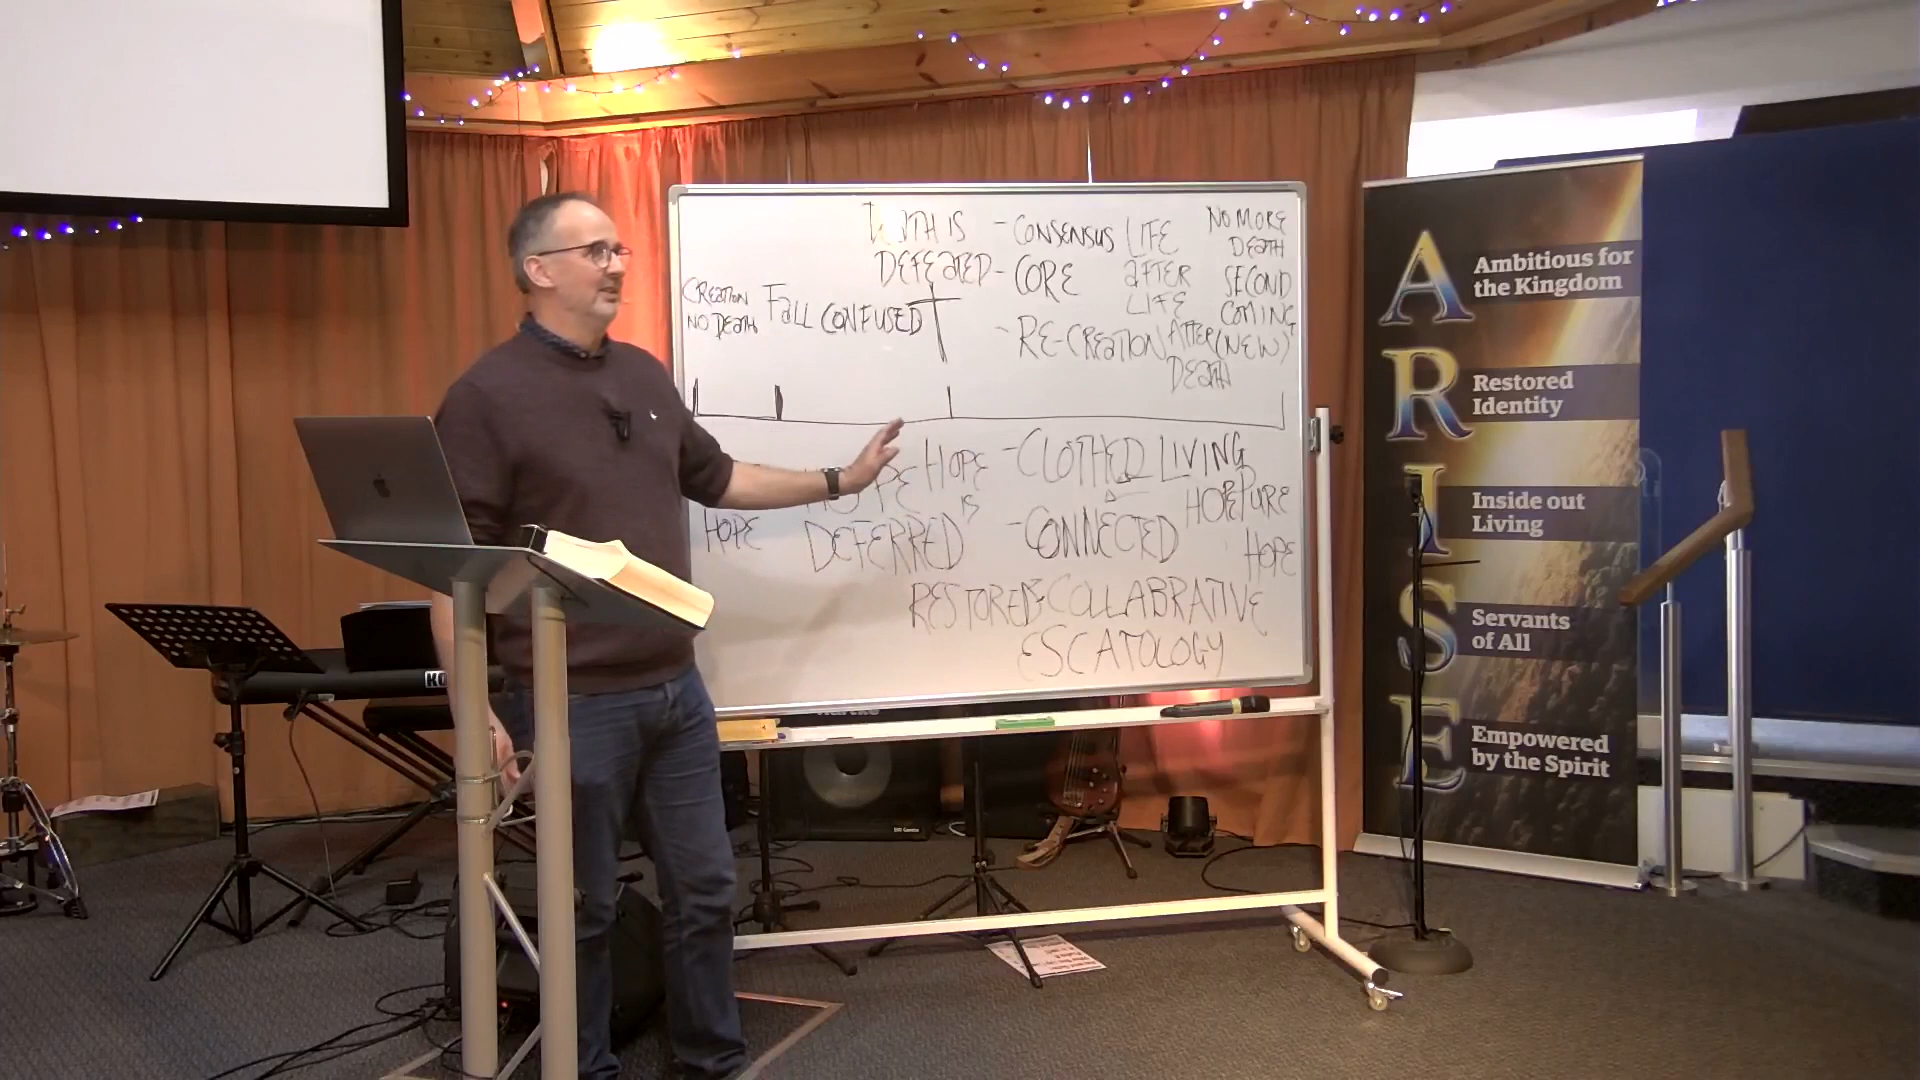 IS - CONSENSUS LIFE NO MORE
DEFEATED - CORE AFTER DEATH
LIFE SECOND
CREATION FALL CONFUSED COMING
NO DEATH - RE-CREATION AFTER (NEW)
DEATH
HOPE - CLOTHED LIVING
HOPE IS HOPE PURE
DEFERRED - CONNECTED HOPE
HOPE
RESTORED - COLLABRATIVE
ESCATOLOGY
A
Ambitious for
the Kingdom
R
Restored
Identity
I
Inside out
Living
S
Servants
of All
E
Empowered
by the Spirit